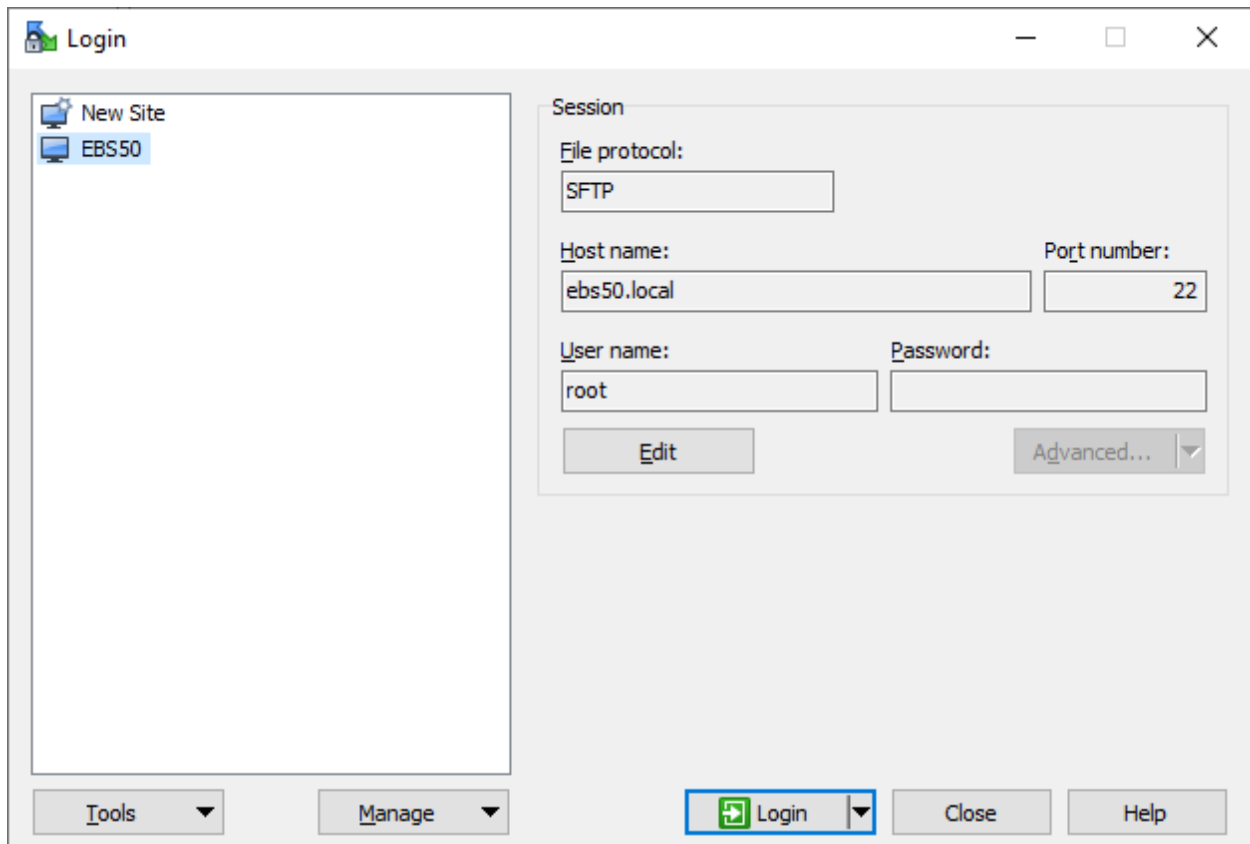 Login
New Site
EBS50
Session
File protocol:
SFTP
Host name: Port number:
ebs50.local 22
User name: Password:
root
Edit Advanced...
Tools Manage Login Close Help